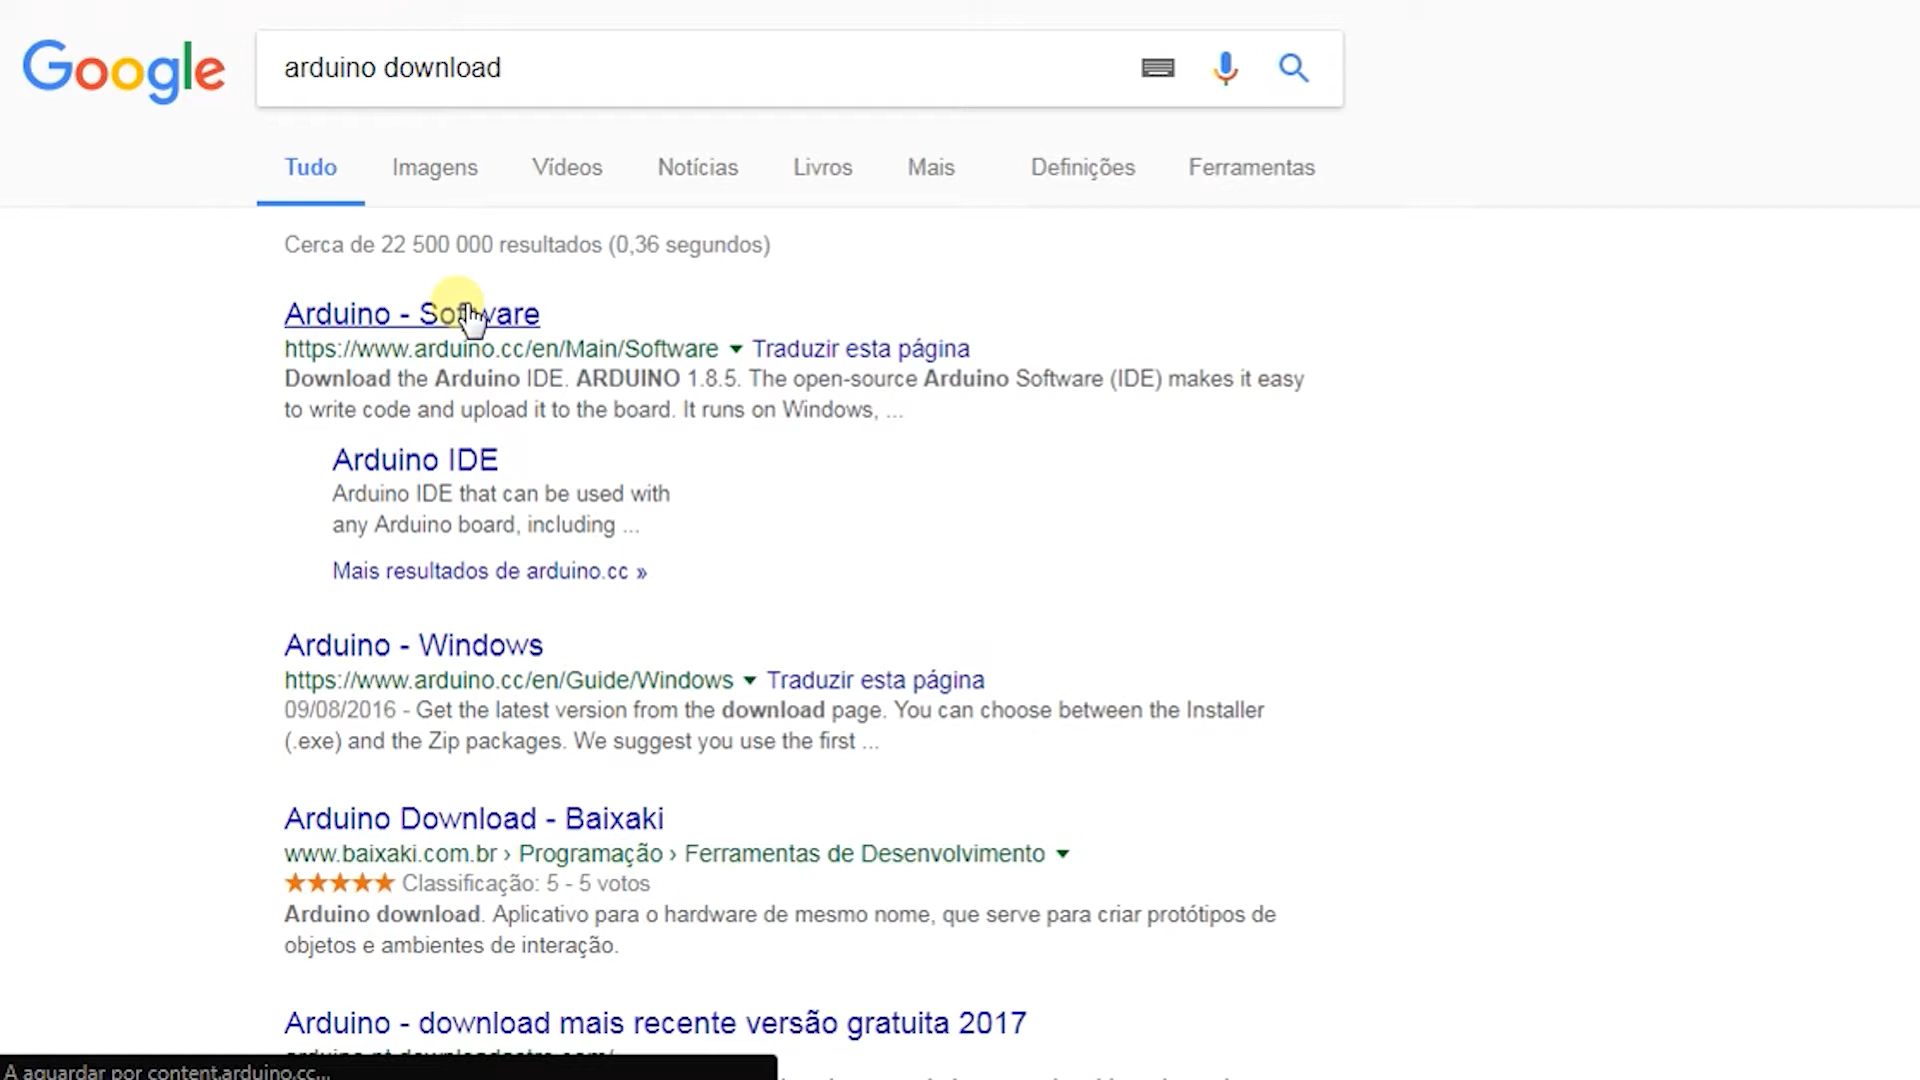 Google
arduino download
Tudo Imagens Vídeos Notícias Livros Mais Definições Ferramentas
Cerca de 22 500 000 resultados (0,36 segundos)
Arduino - Software
https://www.arduino.cc/en/Main/Software Traduzir esta página
Download the Arduino IDE. ARDUINO 1.8.5. The open-source Arduino Software (IDE) makes it easy
to write code and upload it to the board. It runs on Windows, ...
Arduino IDE
Arduino IDE that can be used with
any Arduino board, including ...
Mais resultados de arduino.cc »
Arduino - Windows
https://www.arduino.cc/en/Guide/Windows Traduzir esta página
09/08/2016 - Get the latest version from the download page. You can choose between the Installer
(.exe) and the Zip packages. We suggest you use the first ...
Arduino Download - Baixaki
www.baixaki.com.br › Programação › Ferramentas de Desenvolvimento
★★★★★ Classificação: 5 - 5 votos
Arduino download. Aplicativo para o hardware de mesmo nome, que serve para criar protótipos de
objetos e ambientes de interação.
Arduino - download mais recente versão gratuita 2017
A aguardar por content.arduino.cc...